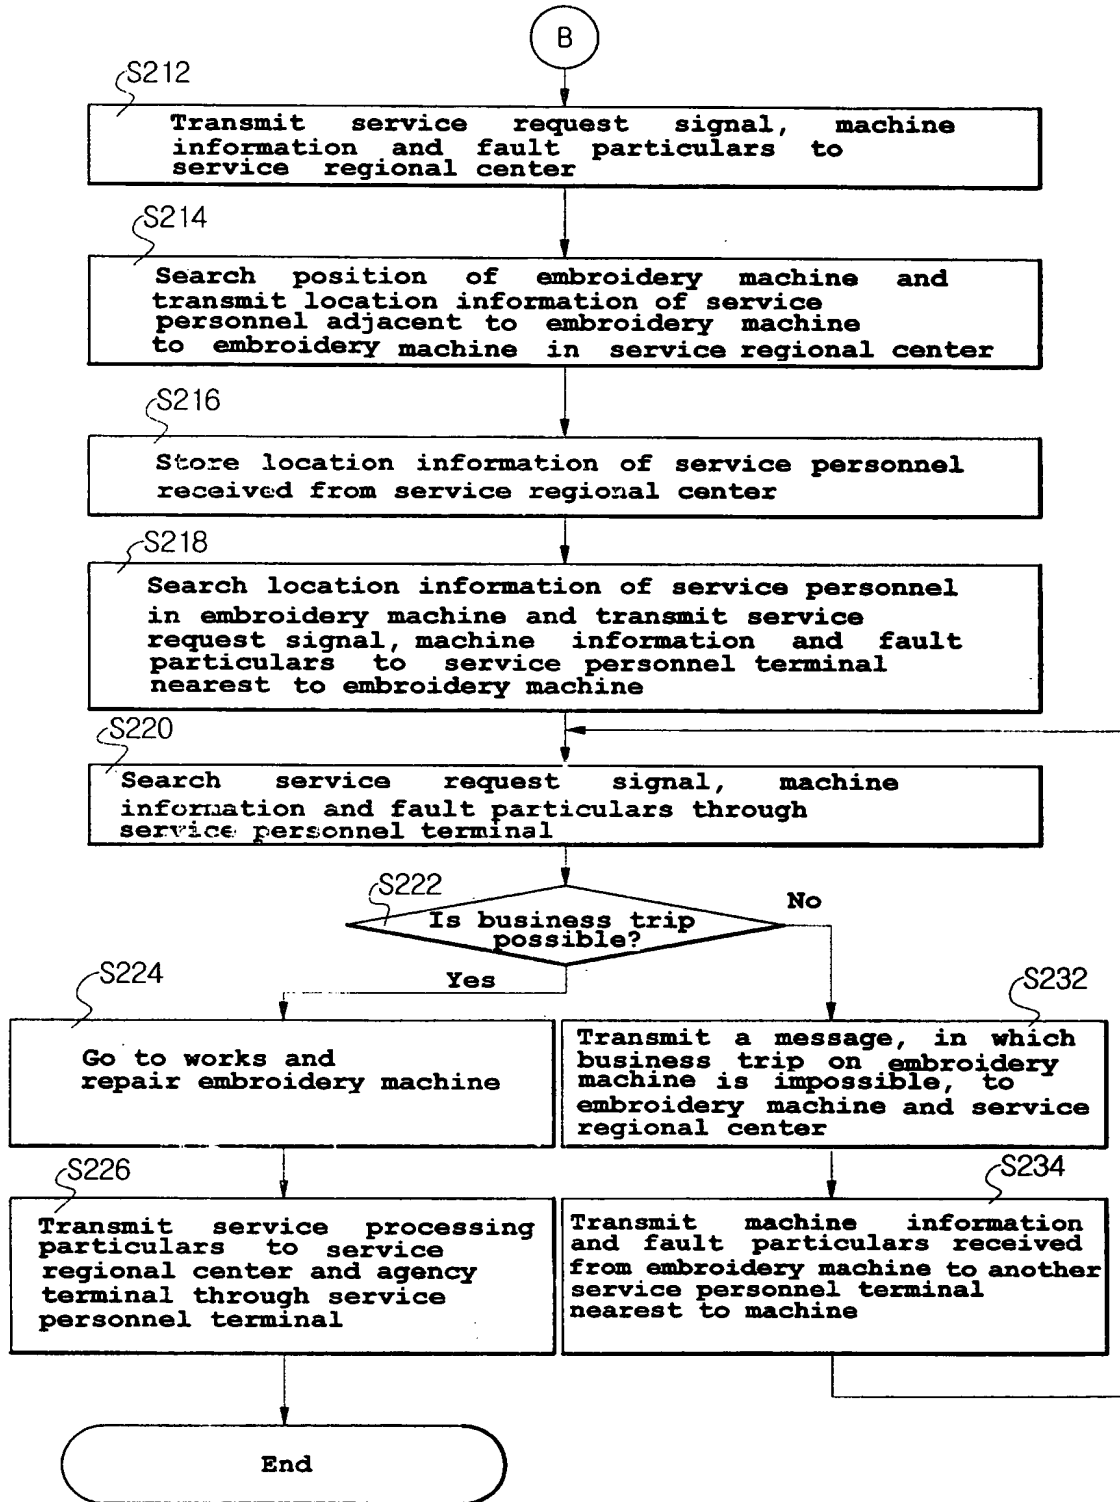 B
S212
Transmit service request signal, machine
information and fault particulars to
service regional center
S214
Search position of embroidery machine and
transmit location information of service
personnel adjacent to embroidery machine
to embroidery machine in service regional center
S216
Store location information of service personnel
received from service regional center
S218
Search location information of service personnel
in embroidery machine and transmit service
request signal, machine information and fault
particulars to service personnel terminal
nearest to embroidery machine
S220
Search service request signal, machine
information and fault particulars through
service personnel terminal
S222
Is business trip
possible?
No
Yes
S224
Go to works and
repair embroidery machine
S232
Transmit a message, in which
business trip on embroidery
machine is impossible, to
embroidery machine and service
regional center
S226
Transmit service processing
particulars to service
regional center and agency
terminal through service
personnel terminal
S234
Transmit machine information
and fault particulars received
from embroidery machine to another
service personnel terminal
nearest to machine
End